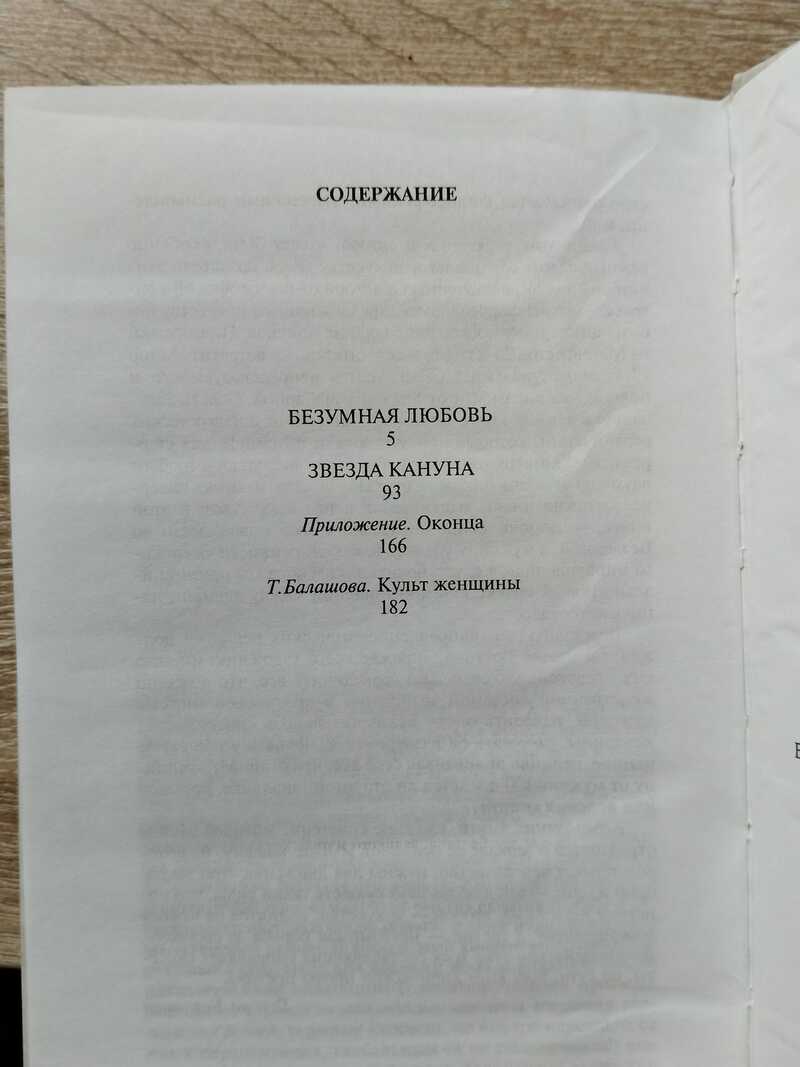 СОДЕРЖАНИЕ
БЕЗУМНАЯ ЛЮБОВЬ
5
ЗВЕЗДА КАНУНА
93
Приложение. Оконца
166
Т.Балашова. Культ женщины
182